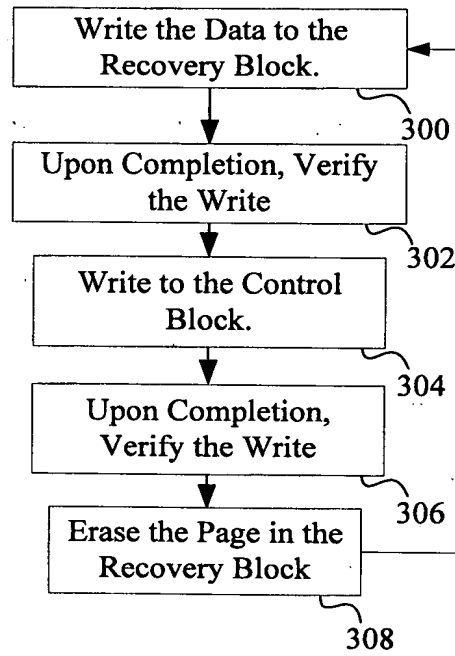 Write the Data to the
Recovery Block.
300
Upon Completion, Verify
the Write
302
Write to the Control
Block.
304
Upon Completion,
Verify the Write
306
Erase the Page in the
Recovery Block
308